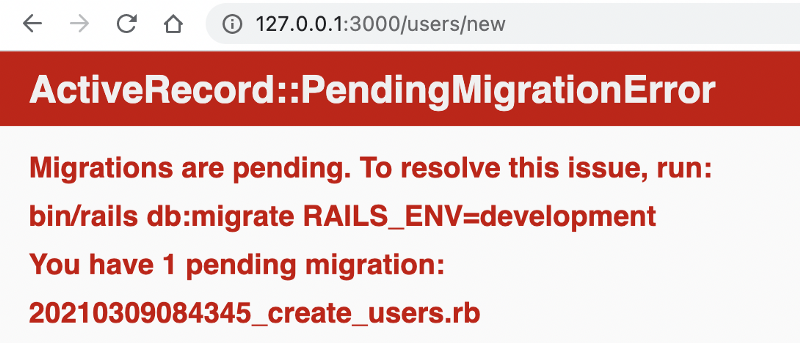 127.0.0.1:3000/users/new
ActiveRecord::PendingMigrationError
Migrations are pending. To resolve this issue, run:
bin/rails db:migrate RAILS_ENV=development
You have 1 pending migration:
20210309084345_create_users.rb